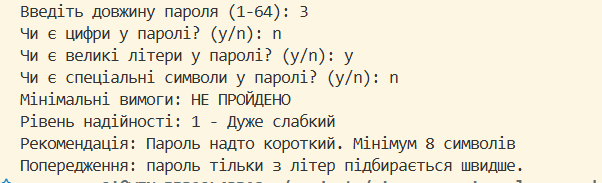 Введіть довжину пароля (1-64): 3
Чи є цифри у паролі? (y/n): n
Чи є великі літери у паролі? (y/n): y
Чи є спеціальні символи у паролі? (y/n): n
Мінімальні вимоги: НЕ ПРОЙДЕНО
Рівень надійності: 1 - Дуже слабкий
Рекомендація: Пароль надто короткий. Мінімум 8 символів
Попередження: пароль тільки з літер підбирається швидше.